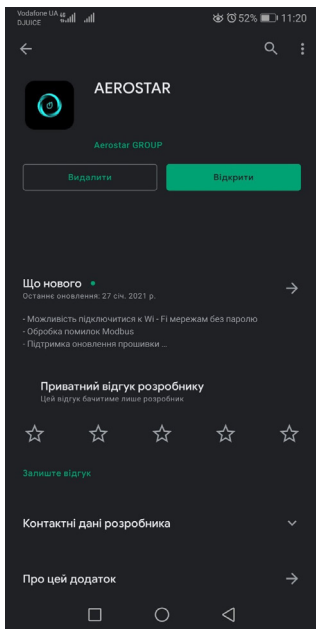 Vodafone UA
DJUICE
52% 11:20
AEROSTAR
Aerostar GROUP
Видалити
Відкрити
Що нового
Останнє оновлення: 27 січ. 2021 р.
- Можливість підключитися к Wi - Fi мережам без паролю
- Обробка помилок Modbus
- Підтримка оновлення прошивки ...
Приватний відгук розробнику
Цей відгук бачитиме лише розробник
Залиште відгук
Контактні дані розробника
Про цей додаток